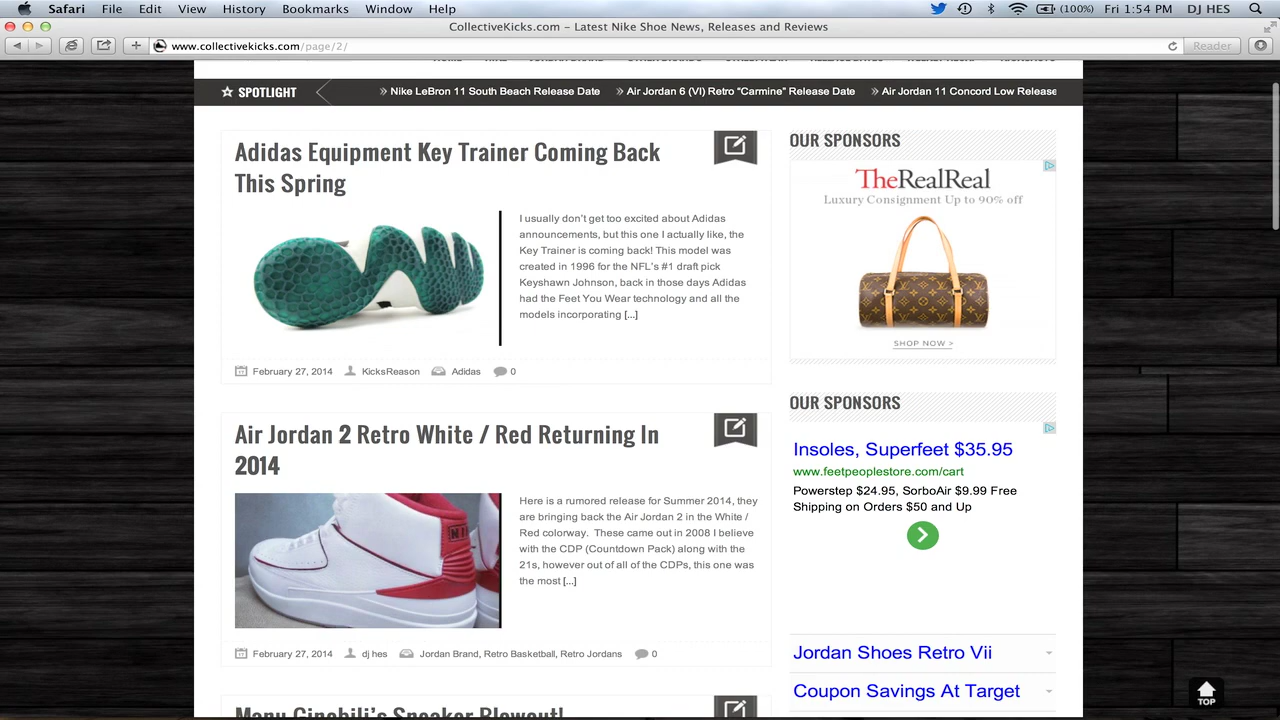 Safari File Edit View History Bookmarks Window Help (100%) Fri 1:54 PM DJ HES
CollectiveKicks.com – Latest Nike Shoe News, Releases and Reviews
www.collectivekicks.com/page/2/
Reader
SPOTLIGHT
» Nike LeBron 11 South Beach Release Date » Air Jordan 6 (VI) Retro “Carmine” Release Date » Air Jordan 11 Concord Low Release
Adidas Equipment Key Trainer Coming Back
This Spring
I usually don’t get too excited about Adidas
announcements, but this one I actually like, the
Key Trainer is coming back! This model was
created in 1996 for the NFL’s #1 draft pick
Keyshawn Johnson, back in those days Adidas
had the Feet You Wear technology and all the
models incorporating [...]
February 27, 2014 KicksReason Adidas 0
Air Jordan 2 Retro White / Red Returning In
2014
Here is a rumored release for Summer 2014, they
are bringing back the Air Jordan 2 in the White /
Red colorway. These came out in 2008 I believe
with the CDP (Countdown Pack) along with the
21s, however out of all of the CDPs, this one was
the most [...]
February 27, 2014 dj hes Jordan Brand, Retro Basketball, Retro Jordans 0
Manu Ginobili’s Sneaker Blowout!
OUR SPONSORS
TheRealReal
Luxury Consignment Up to 90% off
SHOP NOW >
OUR SPONSORS
Insoles, Superfeet $35.95
www.feetpeoplestore.com/cart
Powerstep $24.95, SorboAir $9.99 Free
Shipping on Orders $50 and Up
Jordan Shoes Retro Vii
Coupon Savings At Target
TOP